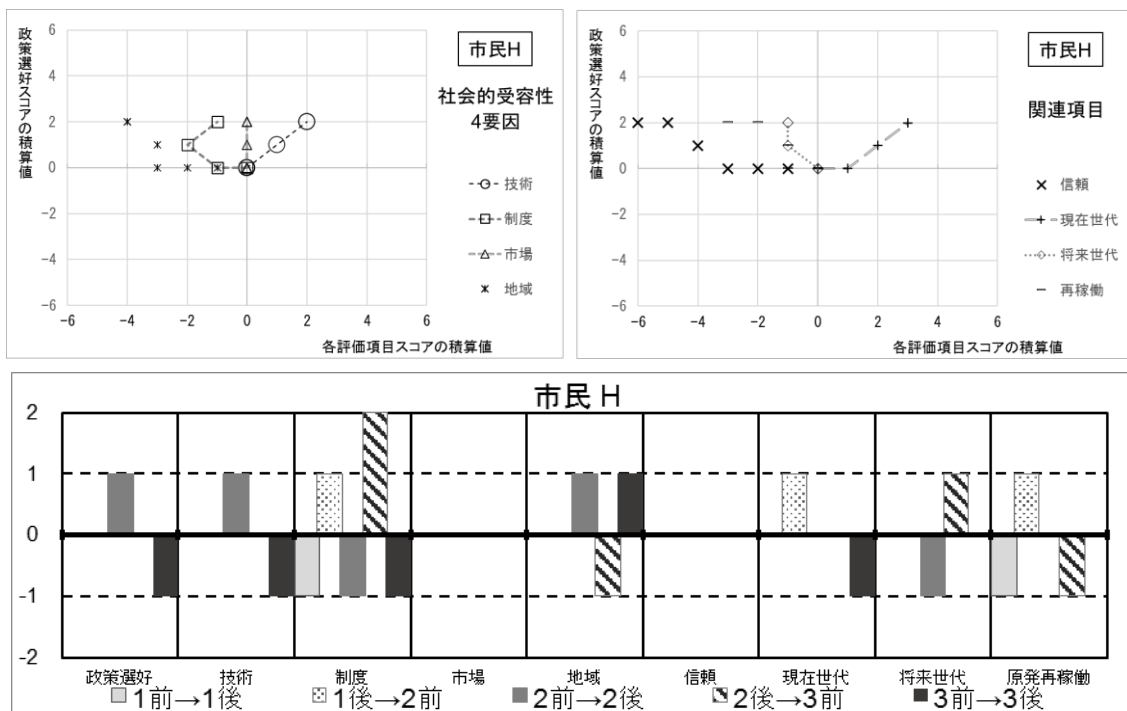 政策選好スコアの積算値
6
4
2
0
−2
−4
−6
−6 −4 −2 0 2 4 6
各評価項目スコアの積算値
市民H
社会的受容性
4要因
技術
制度
市場
地域
政策選好スコアの積算値
6
4
2
0
−2
−4
−6
−6 −4 −2 0 2 4 6
各評価項目スコアの積算値
市民H
関連項目
信頼
現在世代
将来世代
再稼働
市民 H
2
1
0
-1
-2
政策選好 技術 制度 市場 地域 信頼 現在世代 将来世代 原発再稼働
1前→1後 1後→2前 2前→2後 2後→3前 3前→3後